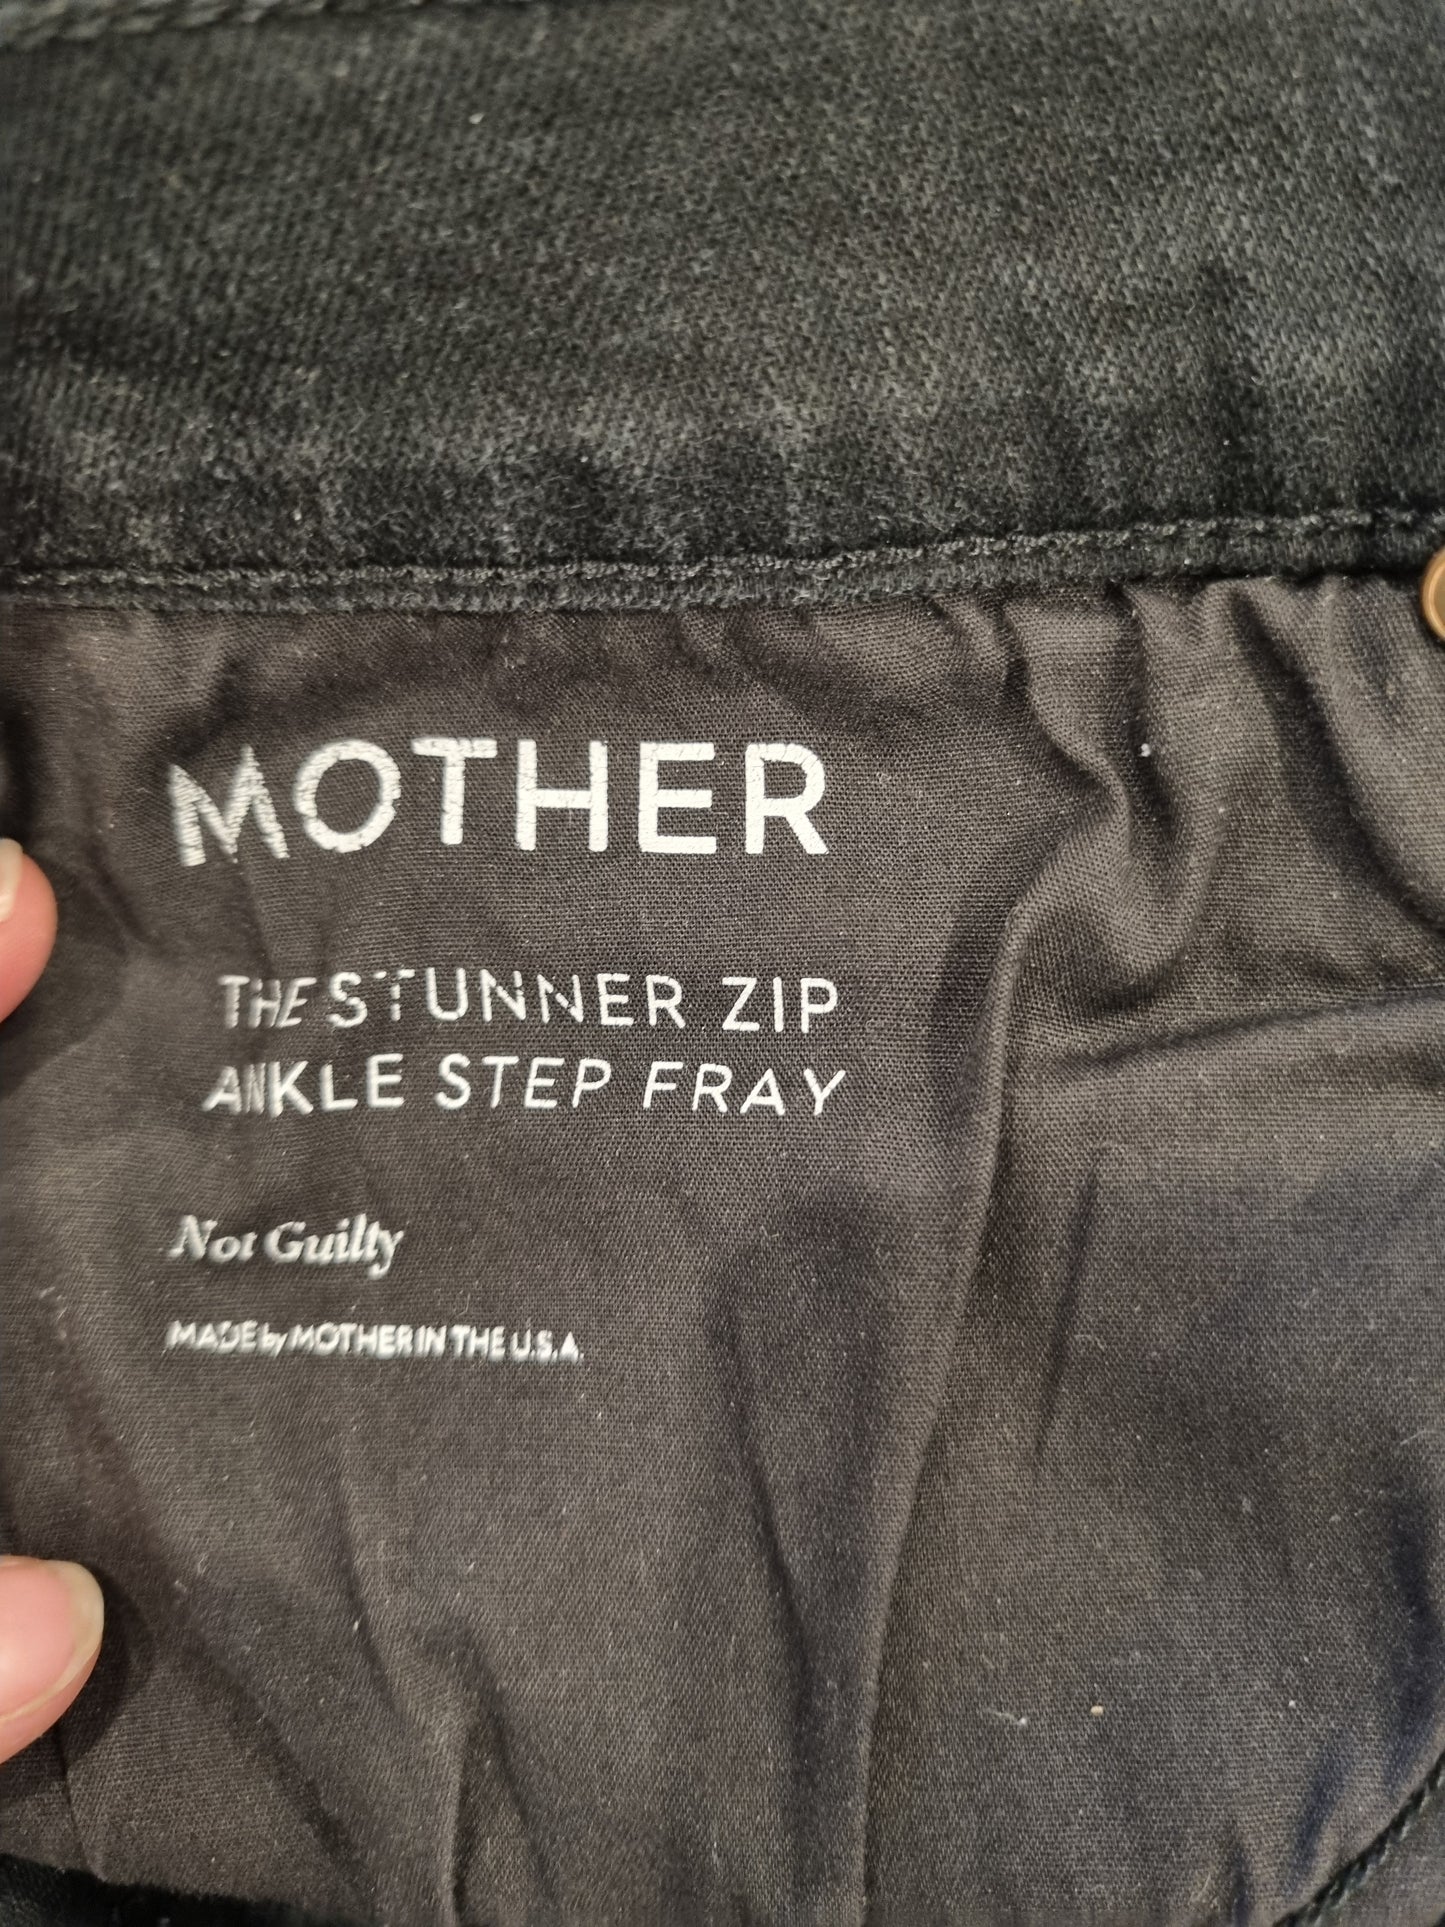 MOTHER
THE STUNNER ZIP
ANKLE STEP FRAY
Not Guilty
MADE by MOTHER IN THE U.S.A.